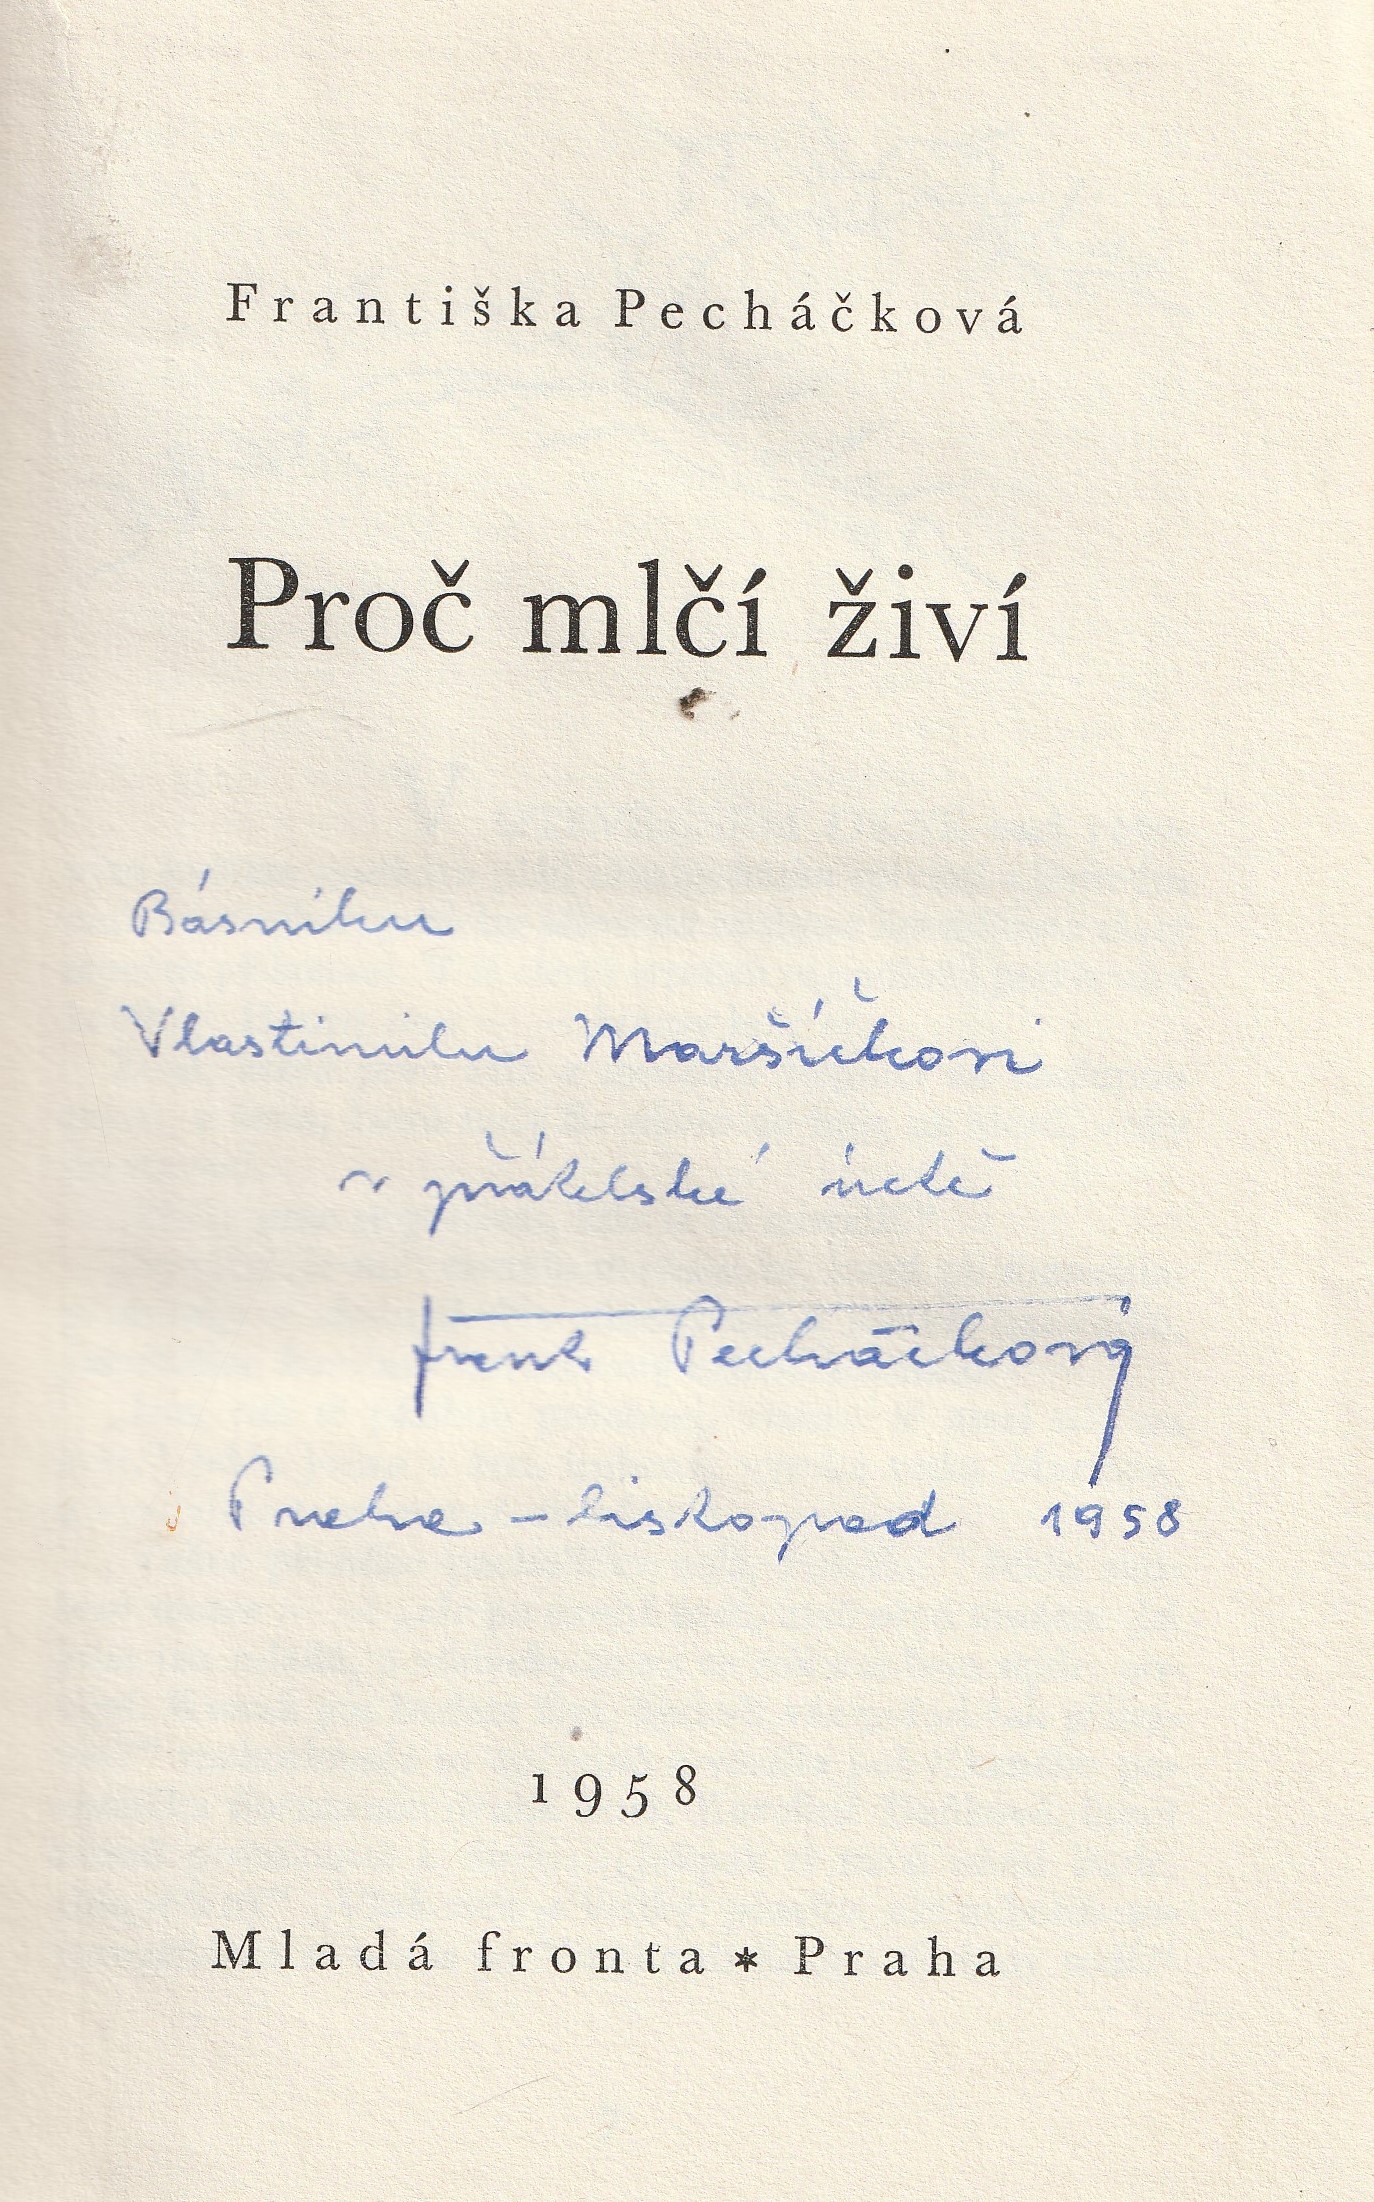 Františka Pecháčková
Proč mlčí živí
Básníku
Vlastimilu Maršíčkovi
v přátelské úctě
Frant Pecháčková
Praha - listopad 1958
1958
Mladá fronta * Praha